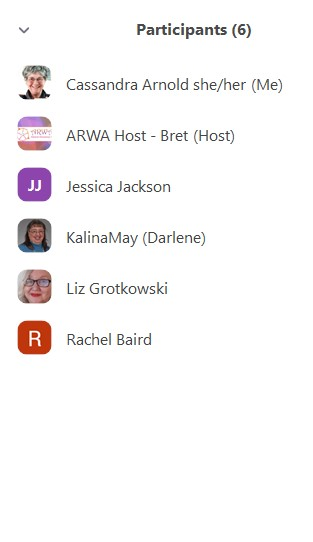 Participants (6)
Cassandra Arnold she/her (Me)
ARWA
ARWA Host - Bret (Host)
JJ
Jessica Jackson
KalinaMay (Darlene)
Liz Grotkowski
R
Rachel Baird